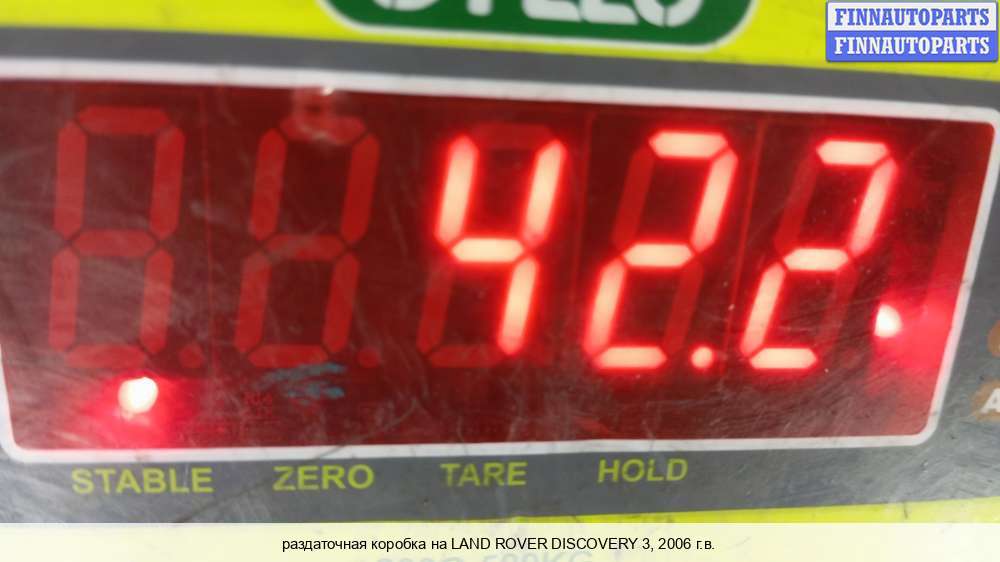 FINNAUTOPARTS
FINNAUTOPARTS
42.2
STABLE ZERO TARE HOLD
раздаточная коробка на LAND ROVER DISCOVERY 3, 2006 г.в.